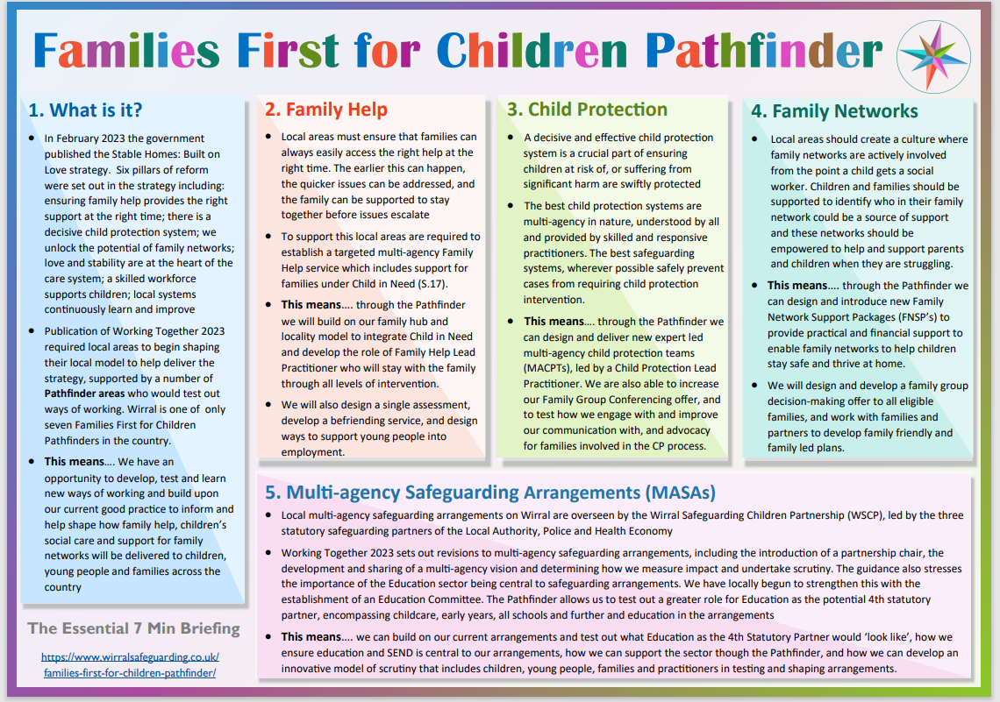 Families First for Children Pathfinder
1. What is it?
• In February 2023 the government
published the Stable Homes: Built on
Love strategy.  Six pillars of reform
were set out in the strategy including:
ensuring family help provides the right
support at the right time; there is a
decisive child protection system; we
unlock the potential of family networks;
love and stability are at the heart of the
care system; a skilled workforce
supports children; local systems
continuously learn and improve
• Publication of Working Together 2023
required local areas to begin shaping
their local model to help deliver the
strategy, supported by a number of
Pathfinder areas who would test out
ways of working. Wirral is one of  only
seven Families First for Children
Pathfinders in the country.
• This means…. We have an
opportunity to develop, test and learn
new ways of working and build upon
our current good practice to inform and
help shape how family help, children’s
social care and support for family
networks will be delivered to children,
young people and families across the
country
2. Family Help
• Local areas must ensure that families can
always easily access the right help at the
right time. The earlier this can happen,
the quicker issues can be addressed, and
the family can be supported to stay
together before issues escalate
• To support this local areas are required to
establish a targeted multi-agency Family
Help service which includes support for
families under Child in Need (S.17).
• This means…. through the Pathfinder
we will build on our family hub and
locality model to integrate Child in Need
and develop the role of Family Help Lead
Practitioner who will stay with the family
through all levels of intervention.
• We will also design a single assessment,
develop a befriending service, and design
ways to support young people into
employment.
3. Child Protection
• A decisive and effective child protection
system is a crucial part of ensuring
children at risk of, or suffering from
significant harm are swiftly protected
• The best child protection systems are
multi-agency in nature, understood by all
and provided by skilled and responsive
practitioners. The best safeguarding
systems, wherever possible safely prevent
cases from requiring child protection
intervention.
• This means…. through the Pathfinder we
can design and deliver new expert led
multi-agency child protection teams
(MACPTs), led by a Child Protection Lead
Practitioner. We are also able to increase
our Family Group Conferencing offer, and
to test how we engage with and improve
our communication with, and advocacy
for families involved in the CP process.
4. Family Networks
• Local areas should create a culture where
family networks are actively involved
from the point a child gets a social
worker. Children and families should be
supported to identify who in their family
network could be a source of support
and these networks should be
empowered to help and support parents
and children when they are struggling.
• This means…. through the Pathfinder we
can design and introduce new Family
Network Support Packages (FNSP’s) to
provide practical and financial support to
enable family networks to help children
stay safe and thrive at home.
• We will design and develop a family group
decision-making offer to all eligible
families, and work with families and
partners to develop family friendly and
family led plans.
5. Multi-agency Safeguarding Arrangements (MASAs)
• Local multi-agency safeguarding arrangements on Wirral are overseen by the Wirral Safeguarding Children Partnership (WSCP), led by the three
statutory safeguarding partners of the Local Authority, Police and Health Economy
• Working Together 2023 sets out revisions to multi-agency safeguarding arrangements, including the introduction of a partnership chair, the
development and sharing of a multi-agency vision and determining how we measure impact and undertake scrutiny. The guidance also stresses
the importance of the Education sector being central to safeguarding arrangements. We have locally begun to strengthen this with the
establishment of an Education Committee. The Pathfinder allows us to test out a greater role for Education as the potential 4th statutory
partner, encompassing childcare, early years, all schools and further and education in the arrangements
• This means…. we can build on our current arrangements and test out what Education as the 4th Statutory Partner would ‘look like’, how we
ensure education and SEND is central to our arrangements, how we can support the sector though the Pathfinder, and how we can develop an
innovative model of scrutiny that includes children, young people, families and practitioners in testing and shaping arrangements.
The Essential 7 Min Briefing
https://www.wirralsafeguarding.co.uk/
families-first-for-children-pathfinder/